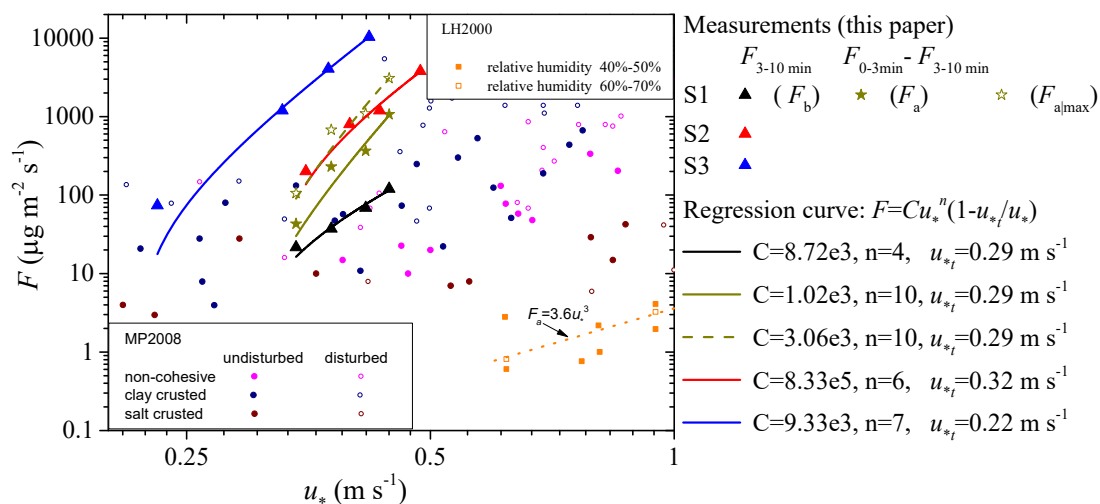 10000
1000
100
10
1
0.1
F (µg m⁻² s⁻¹)
0.25
0.5
1
u* (m s⁻¹)
LH2000
relative humidity 40%-50%
relative humidity 60%-70%
Fₐ=3.6u*³
MP2008
undisturbed disturbed
non-cohesive
clay crusted
salt crusted
Measurements (this paper)
F₃₋₁₀ ₘᵢₙ F₀₋₃ₘᵢₙ- F₃₋₁₀ ₘᵢₙ
S1 (F_b) (Fₐ) (F_a|max)
S2
S3
Regression curve: F=Cu*ⁿ(1-u*ₜ/u*)
C=8.72e3, n=4, u*ₜ=0.29 m s⁻¹
C=1.02e3, n=10, u*ₜ=0.29 m s⁻¹
C=3.06e3, n=10, u*ₜ=0.29 m s⁻¹
C=8.33e5, n=6, u*ₜ=0.32 m s⁻¹
C=9.33e3, n=7, u*ₜ=0.22 m s⁻¹